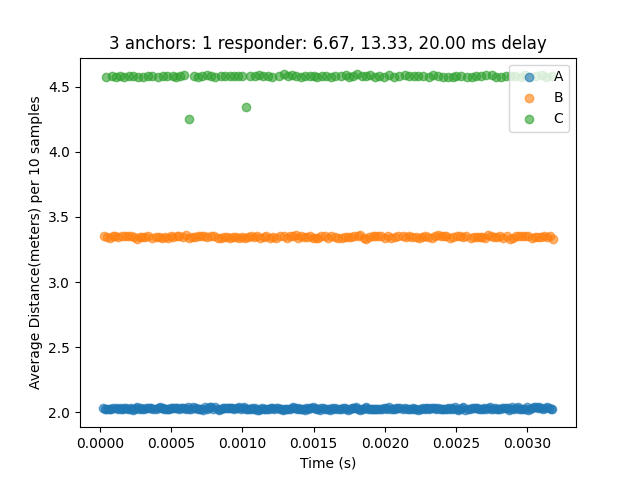 3 anchors: 1 responder: 6.67, 13.33, 20.00 ms delay
A
B
C
4.5
4.0
3.5
3.0
2.5
2.0
Average Distance(meters) per 10 samples
0.0000 0.0005 0.0010 0.0015 0.0020 0.0025 0.0030
Time (s)